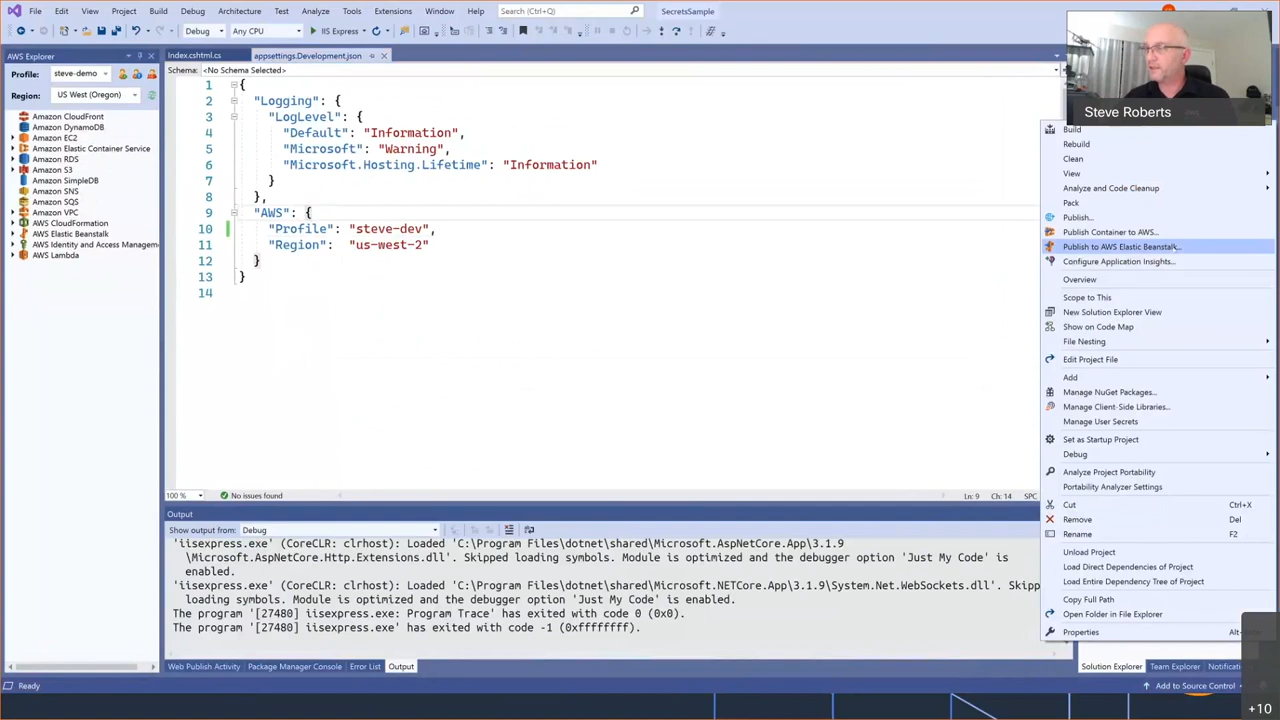 File Edit View Project Build Debug Architecture Test Analyze Tools Extensions Window Help Search (Ctrl+Q) SecretsSample
Debug Any CPU IIS Express
AWS Explorer
Profile: steve-demo
Region: US West (Oregon)
Amazon CloudFront
Amazon DynamoDB
Amazon EC2
Amazon Elastic Container Service
Amazon RDS
Amazon S3
Amazon SimpleDB
Amazon SNS
Amazon SQS
Amazon VPC
AWS CloudFormation
AWS Elastic Beanstalk
AWS Identity and Access Managem
AWS Lambda
Index.cshtml.cs appsettings.Development.json
Schema: <No Schema Selected>
1 {
2 "Logging": {
3 "LogLevel": {
4 "Default": "Information",
5 "Microsoft": "Warning",
6 "Microsoft.Hosting.Lifetime": "Information"
7 }
8 },
9 "AWS": {
10 "Profile": "steve-dev",
11 "Region": "us-west-2"
12 }
13 }
14
100 % No issues found Ln: 9 Ch: 14 SPC
Output
Show output from: Debug
'iisexpress.exe' (CoreCLR: clrhost): Loaded 'C:\Program Files\dotnet\shared\Microsoft.AspNetCore.App\3.1.9
\Microsoft.AspNetCore.Http.Extensions.dll'. Skipped loading symbols. Module is optimized and the debugger option 'Just My Code' is
enabled.
'iisexpress.exe' (CoreCLR: clrhost): Loaded 'C:\Program Files\dotnet\shared\Microsoft.NETCore.App\3.1.9\System.Net.WebSockets.dll'. Skip
loading symbols. Module is optimized and the debugger option 'Just My Code' is enabled.
The program '[27480] iisexpress.exe: Program Trace' has exited with code 0 (0x0).
The program '[27480] iisexpress.exe' has exited with code -1 (0xffffffff).
Web Publish Activity Package Manager Console Error List Output
Steve Roberts
Build
Rebuild
Clean
View
Analyze and Code Cleanup
Pack
Publish...
Publish Container to AWS...
Publish to AWS Elastic Beanstalk...
Configure Application Insights...
Overview
Scope to This
New Solution Explorer View
Show on Code Map
File Nesting
Edit Project File
Add
Manage NuGet Packages...
Manage Client-Side Libraries...
Manage User Secrets
Set as Startup Project
Debug
Analyze Project Portability
Portability Analyzer Settings
Cut Ctrl+X
Remove Del
Rename F2
Unload Project
Load Direct Dependencies of Project
Load Entire Dependency Tree of Project
Copy Full Path
Open Folder in File Explorer
Properties Alt+
Solution Explorer Team Explorer Notificati
Ready Add to Source Control
+10